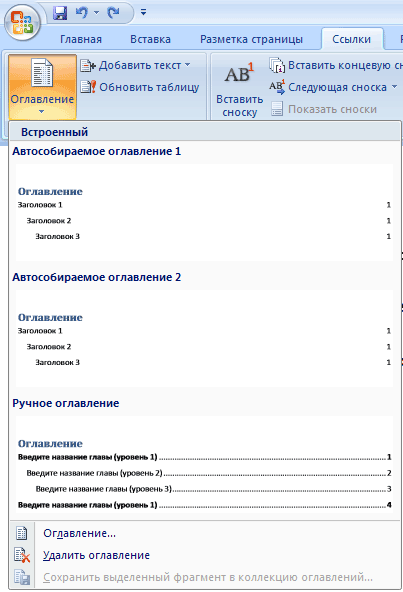 Главная Вставка Разметка страницы Ссылки
Оглавление
Добавить текст
Обновить таблицу
АВ¹
Вставить сноску
Вставить концевую сн
АВ Следующая сноска
Показать сноски
Встроенный
Автособираемое оглавление 1
Оглавление
Заголовок 1 1
Заголовок 2 1
Заголовок 3 1
Автособираемое оглавление 2
Оглавление
Заголовок 1 1
Заголовок 2 1
Заголовок 3 1
Ручное оглавление
Оглавление
Введите название главы (уровень 1) 1
Введите название главы (уровень 2) 2
Введите название главы (уровень 3) 3
Введите название главы (уровень 1) 4
Оглавление...
Удалить оглавление
Сохранить выделенный фрагмент в коллекцию оглавлений...